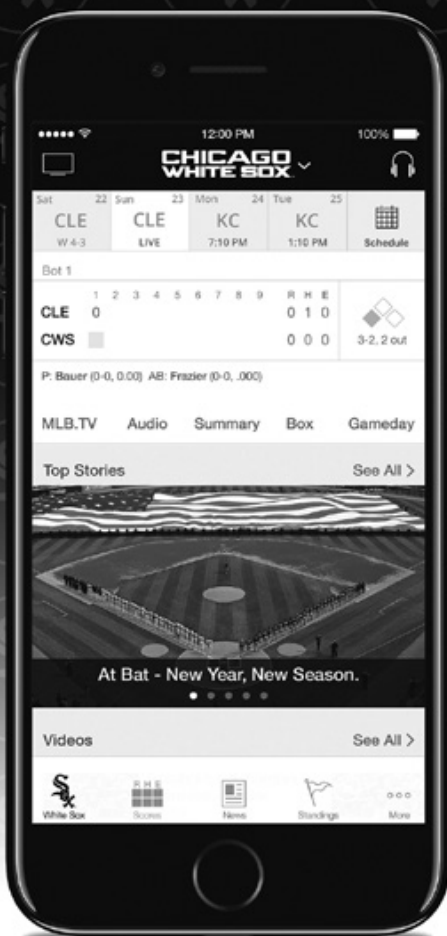 12:00 PM 100%
CHICAGO
WHITE SOX
Sat 22 Sun 23 Mon 24 Tue 25
CLE CLE KC KC
W 4-3 LIVE 7:10 PM 1:10 PM Schedule
Bot 1
1 2 3 4 5 6 7 8 9 R H E
CLE 0 0 1 0
CWS 0 0 0 3-2, 2 out
P: Bauer (0-0, 0.00) AB: Frazier (0-0, .000)
MLB.TV Audio Summary Box Gameday
Top Stories See All >
At Bat - New Year, New Season.
Videos See All >
Sox R H E
White Sox Scores News Standings More